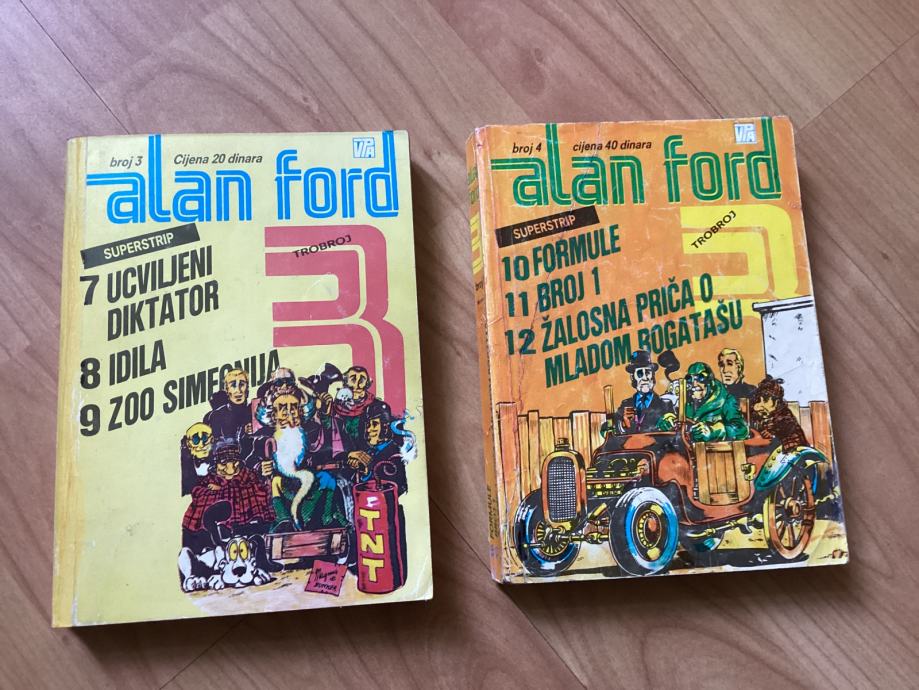 broj 3 Cijena 20 dinara
VPA
alan ford
SUPERSTRIP
TROBROJ
3
7 UCVILJENI
DIKTATOR
8 IDILA
9 ZOO SIMFONIJA
TNT
broj 4 cijena 40 dinara
VPA
alan ford
SUPERSTRIP
TROBROJ
3
10 FORMULE
11 BROJ 1
12 ŽALOSNA PRIČA O
MLADOM BOGATAŠU